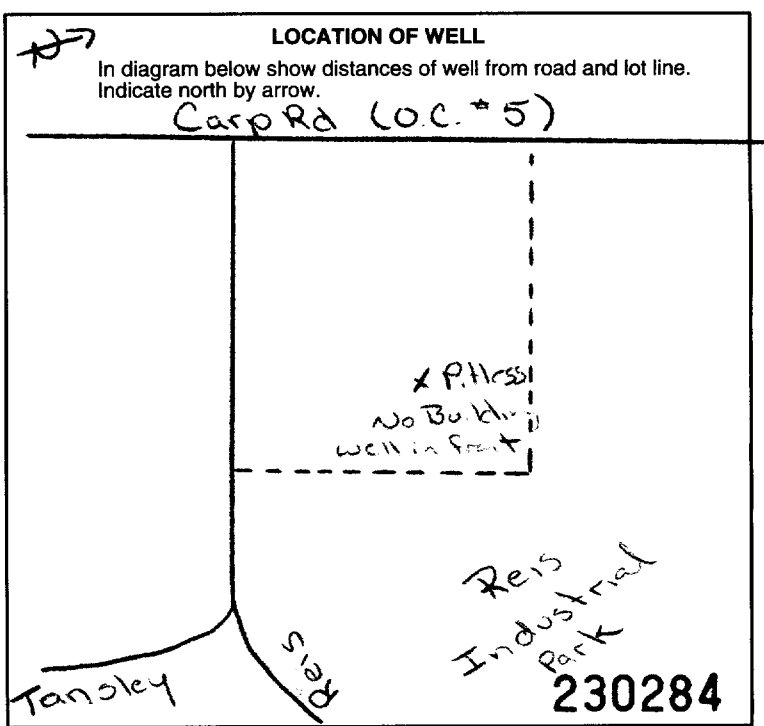 N
LOCATION OF WELL
In diagram below show distances of well from road and lot line.
Indicate north by arrow.
Carp Rd (O.C. # 5)
x Pitless
No Building
well in front
Reis
Industrial
Park
Reis
Tansley
230284